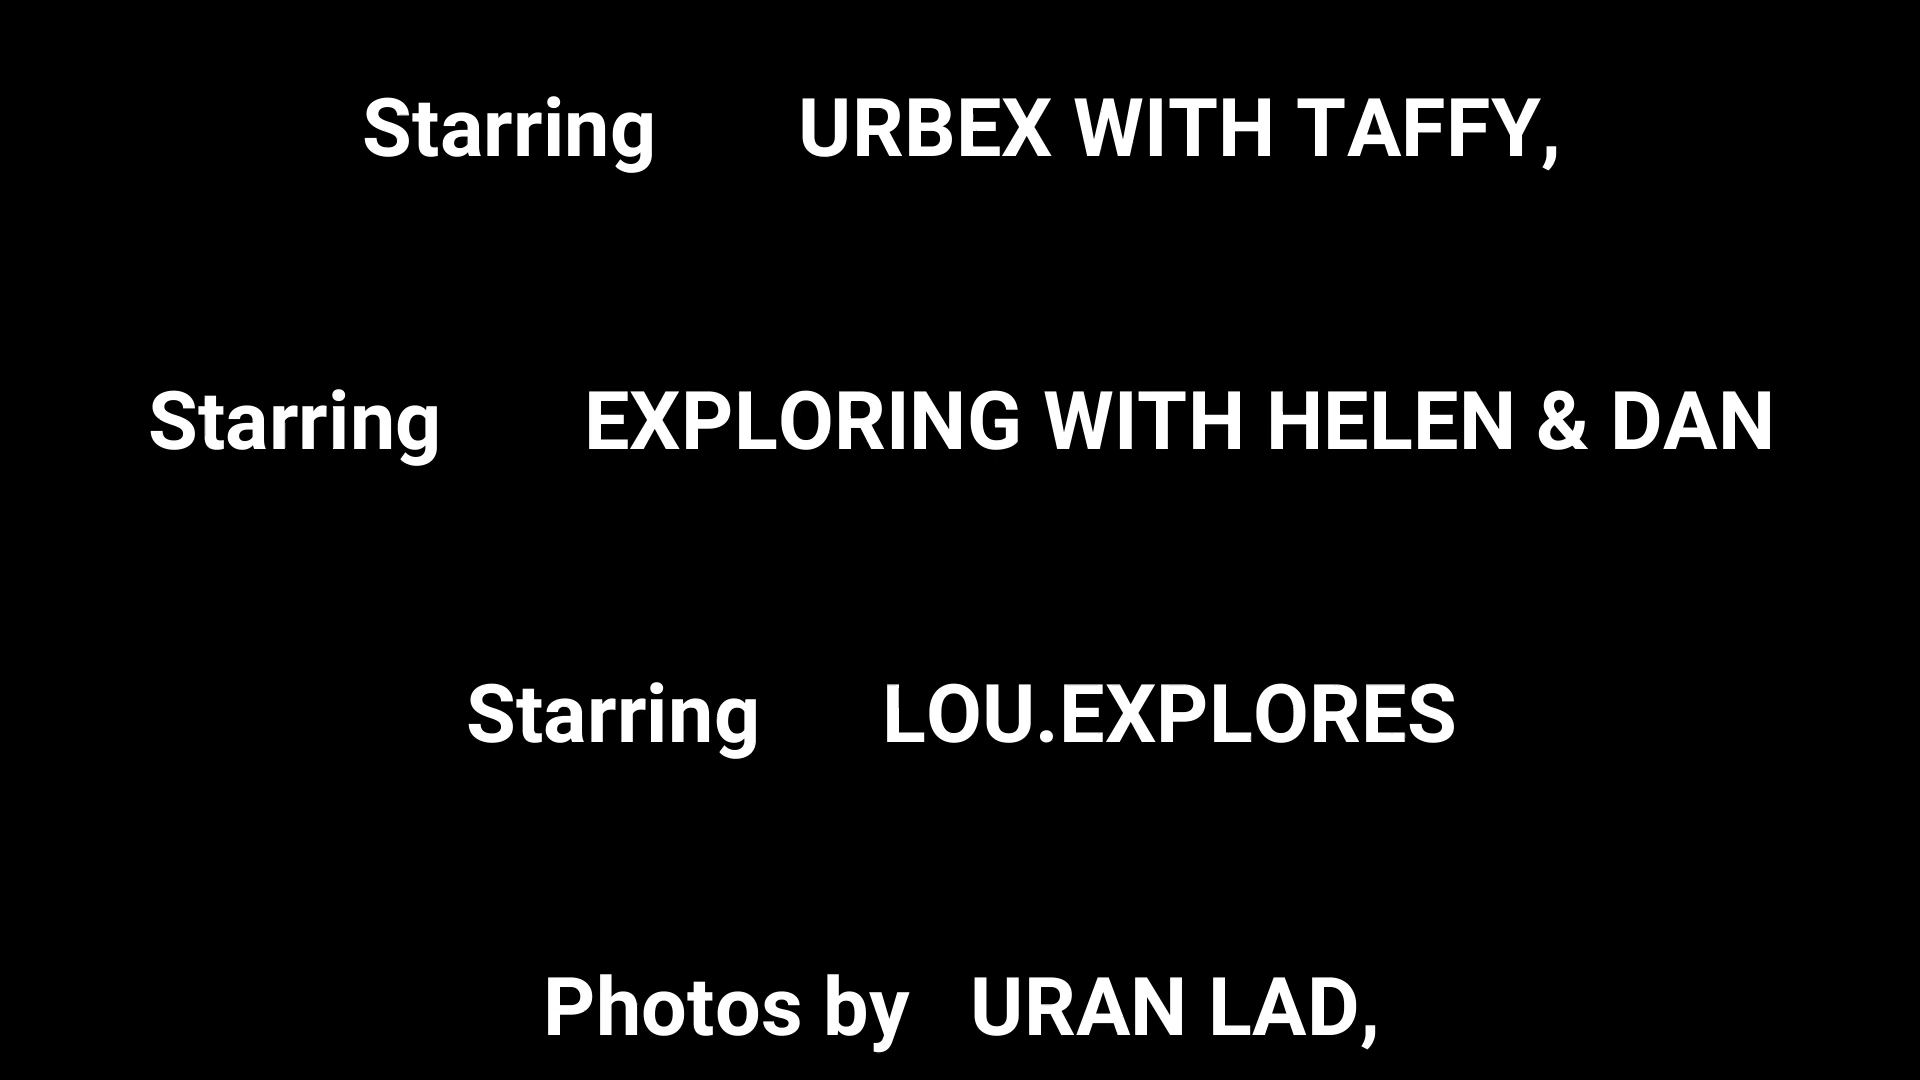 Starring URBEX WITH TAFFY,
Starring EXPLORING WITH HELEN & DAN
Starring LOU.EXPLORES
Photos by URAN LAD,